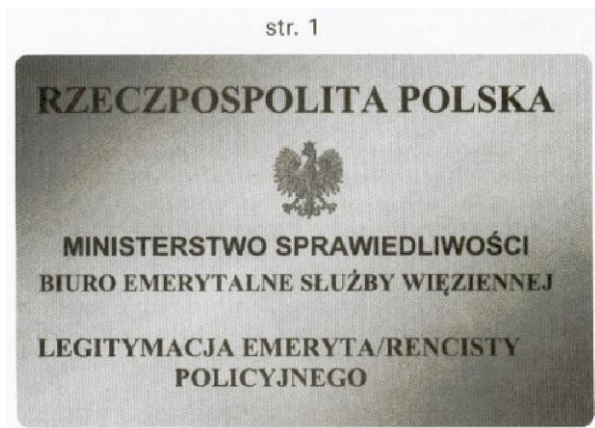 str. 1
RZECZPOSPOLITA POLSKA
MINISTERSTWO SPRAWIEDLIWOŚCI
BIURO EMERYTALNE SŁUŻBY WIĘZIENNEJ
LEGITYMACJA EMERYTA/RENCISTY
POLICYJNEGO